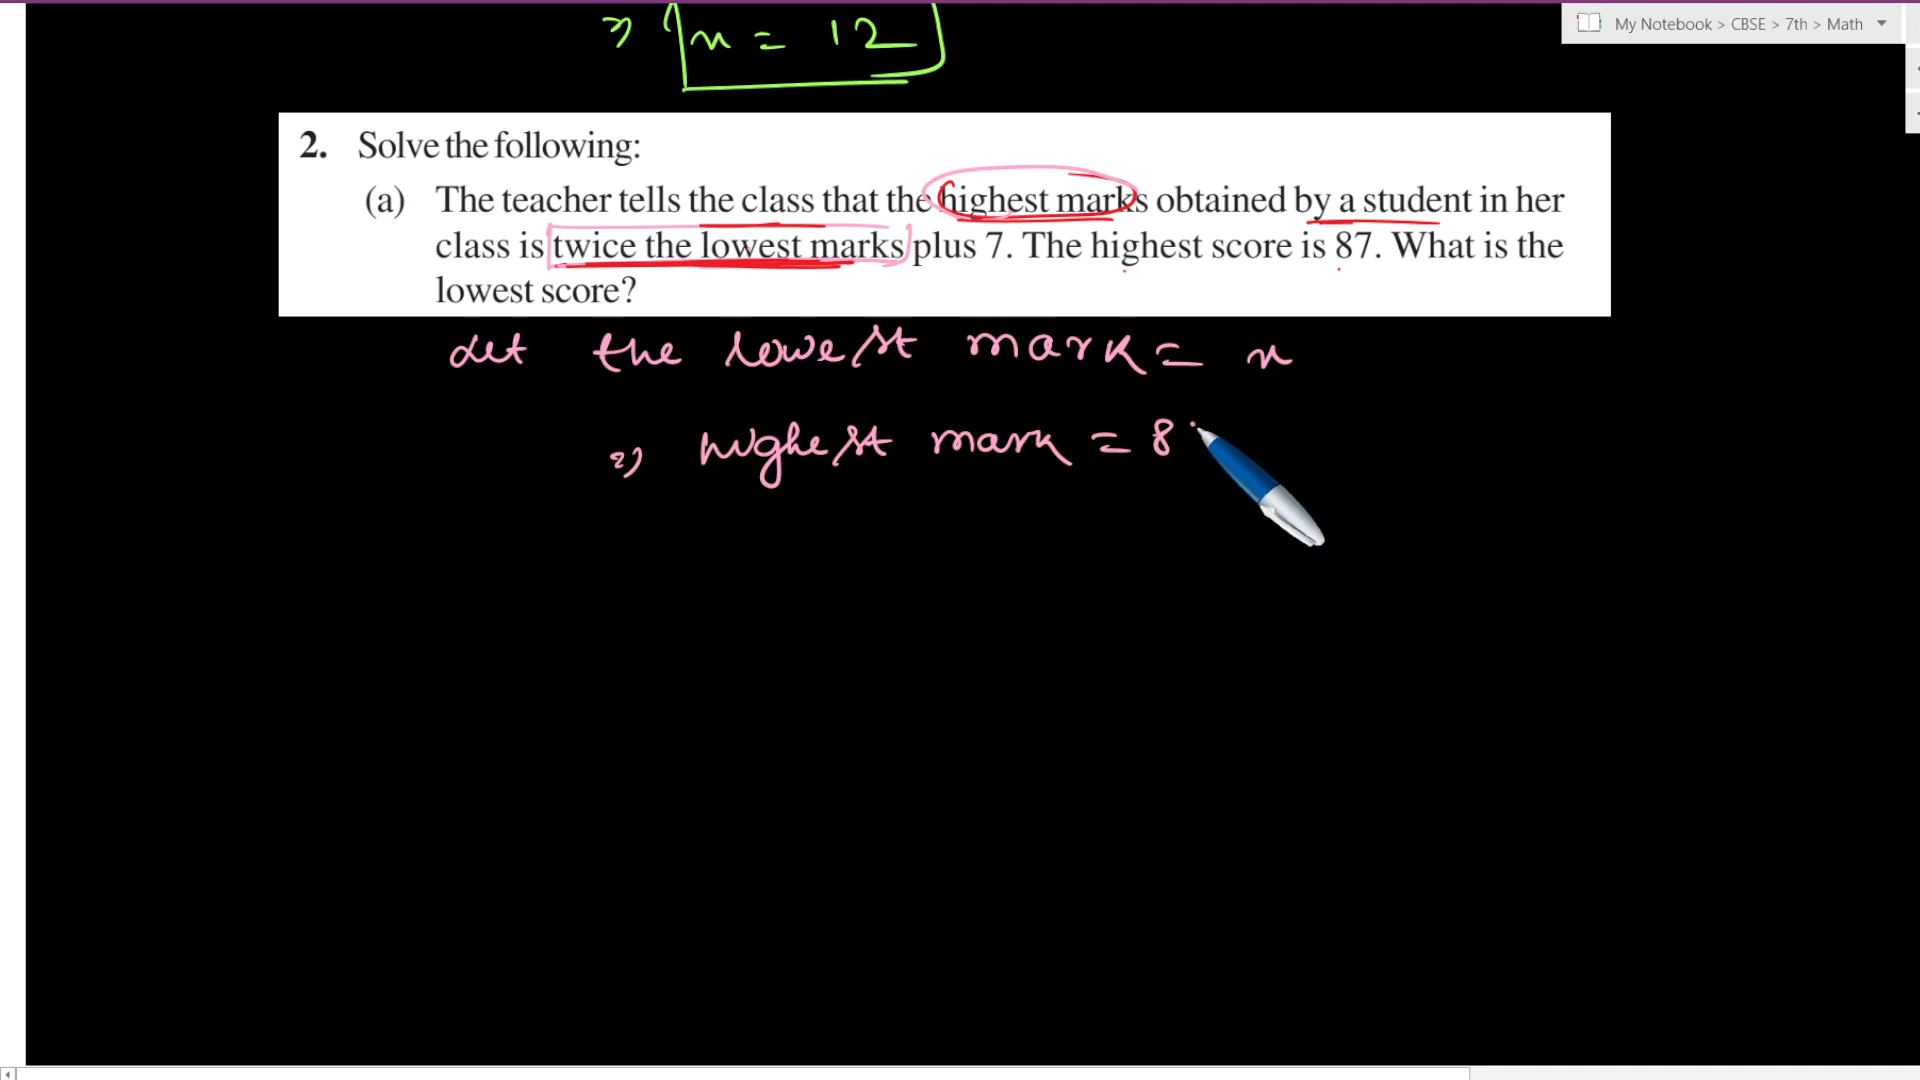 ⇒ x = 12
My Notebook > CBSE > 7th > Math
2. Solve the following:
(a) The teacher tells the class that the highest marks obtained by a student in her
class is twice the lowest marks plus 7. The highest score is 87. What is the
lowest score?
Let the lowest mark = x
⇒ highest mark = 8